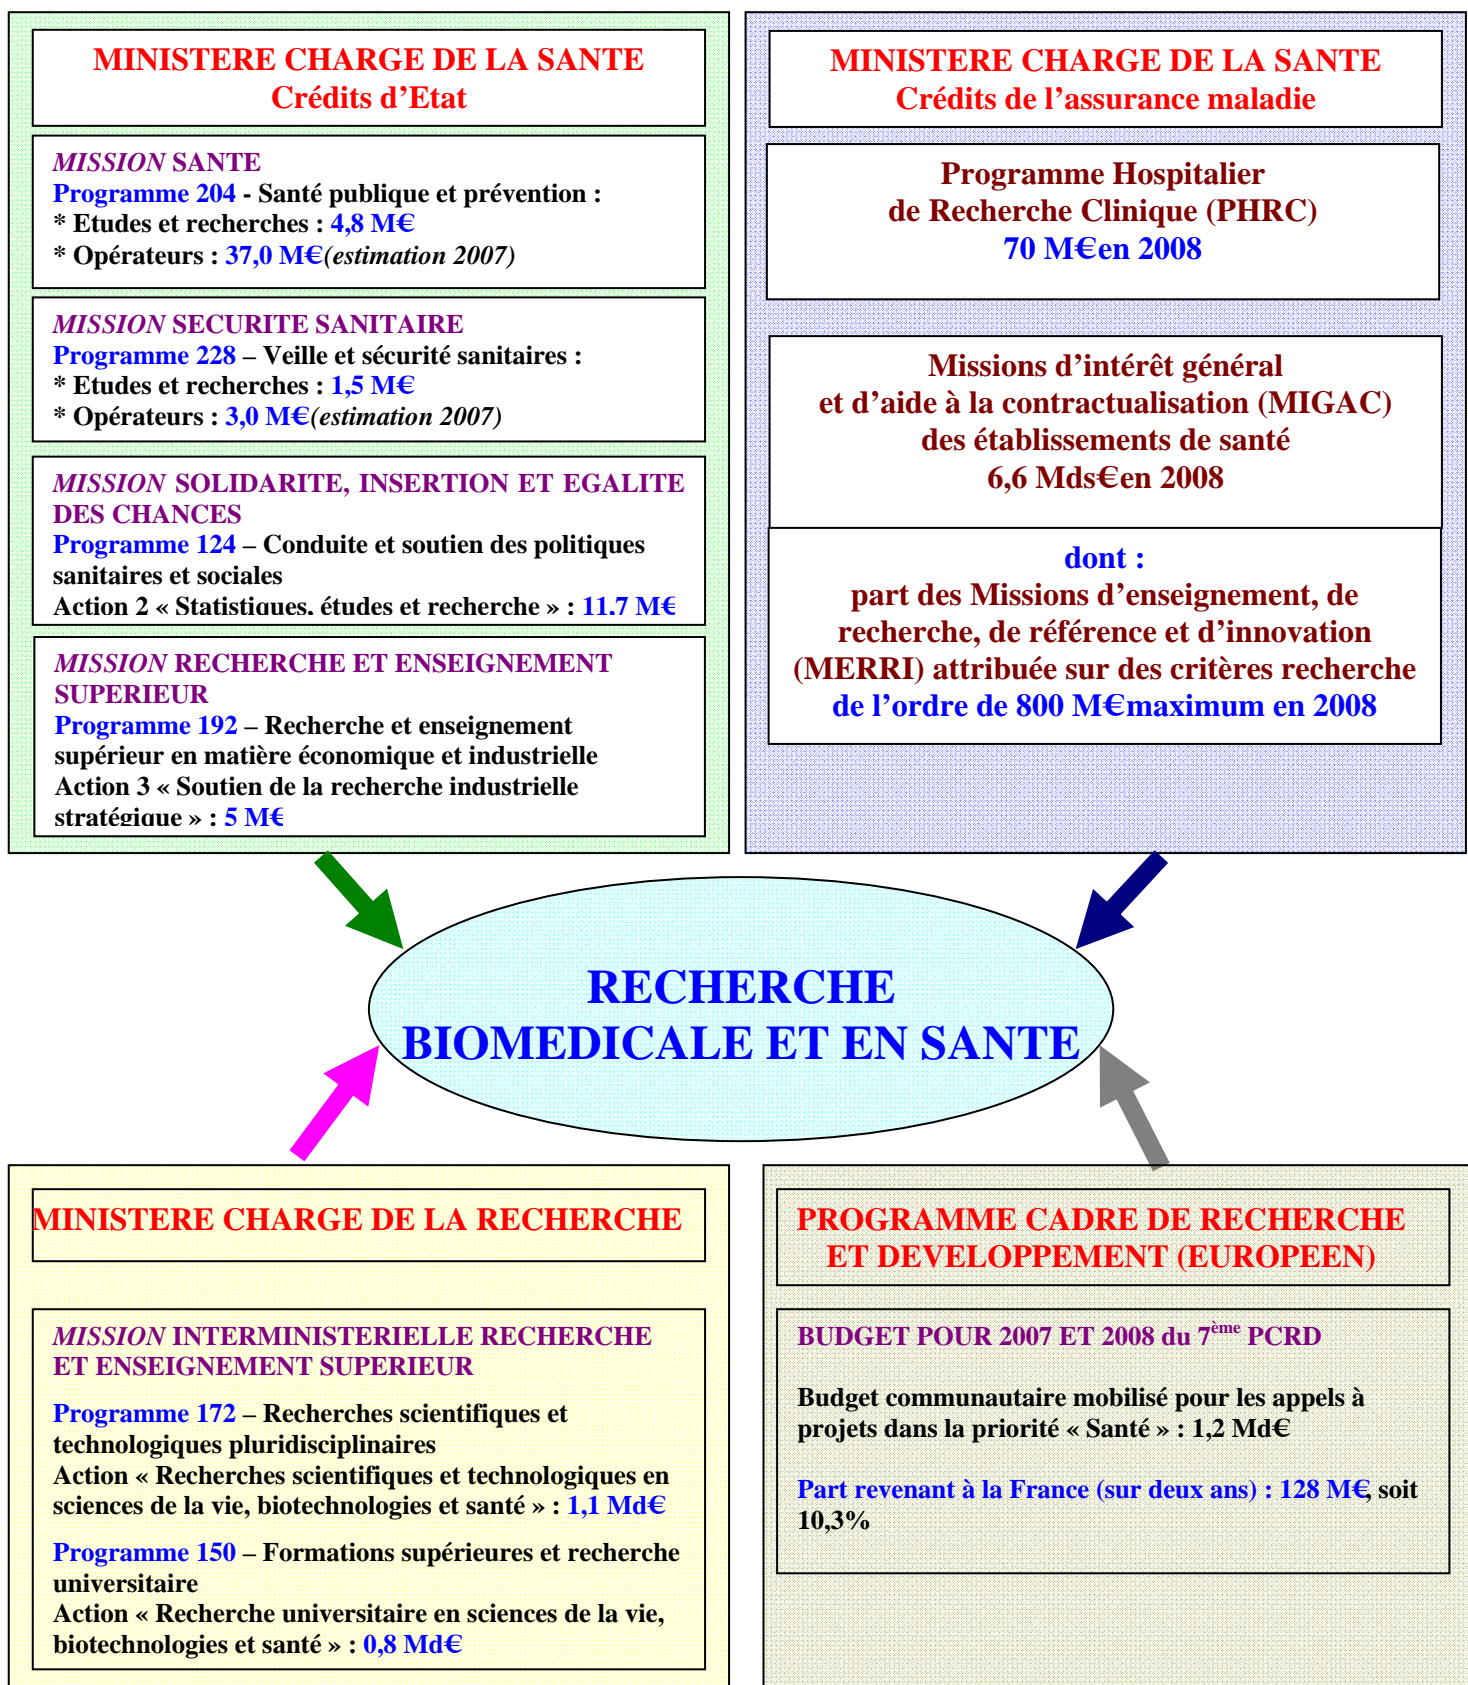 MINISTERE CHARGE DE LA SANTE
Crédits d’Etat
MISSION SANTE
Programme 204 - Santé publique et prévention :
* Etudes et recherches : 4,8 M€
* Opérateurs : 37,0 M€(estimation 2007)
MISSION SECURITE SANITAIRE
Programme 228 – Veille et sécurité sanitaires :
* Etudes et recherches : 1,5 M€
* Opérateurs : 3,0 M€(estimation 2007)
MISSION SOLIDARITE, INSERTION ET EGALITE
DES CHANCES
Programme 124 – Conduite et soutien des politiques
sanitaires et sociales
Action 2 « Statistiques, études et recherche » : 11,7 M€
MISSION RECHERCHE ET ENSEIGNEMENT
SUPERIEUR
Programme 192 – Recherche et enseignement
supérieur en matière économique et industrielle
Action 3 « Soutien de la recherche industrielle
stratégique » : 5 M€
MINISTERE CHARGE DE LA SANTE
Crédits de l’assurance maladie
Programme Hospitalier
de Recherche Clinique (PHRC)
70 M€en 2008
Missions d’intérêt général
et d’aide à la contractualisation (MIGAC)
des établissements de santé
6,6 Mds€en 2008
dont :
part des Missions d’enseignement, de
recherche, de référence et d’innovation
(MERRI) attribuée sur des critères recherche
de l’ordre de 800 M€maximum en 2008
RECHERCHE
BIOMEDICALE ET EN SANTE
MINISTERE CHARGE DE LA RECHERCHE
MISSION INTERMINISTERIELLE RECHERCHE
ET ENSEIGNEMENT SUPERIEUR
Programme 172 – Recherches scientifiques et
technologiques pluridisciplinaires
Action « Recherches scientifiques et technologiques en
sciences de la vie, biotechnologies et santé » : 1,1 Md€
Programme 150 – Formations supérieures et recherche
universitaire
Action « Recherche universitaire en sciences de la vie,
biotechnologies et santé » : 0,8 Md€
PROGRAMME CADRE DE RECHERCHE
ET DEVELOPPEMENT (EUROPEEN)
BUDGET POUR 2007 ET 2008 du 7ème PCRD
Budget communautaire mobilisé pour les appels à
projets dans la priorité « Santé » : 1,2 Md€
Part revenant à la France (sur deux ans) : 128 M€, soit
10,3%